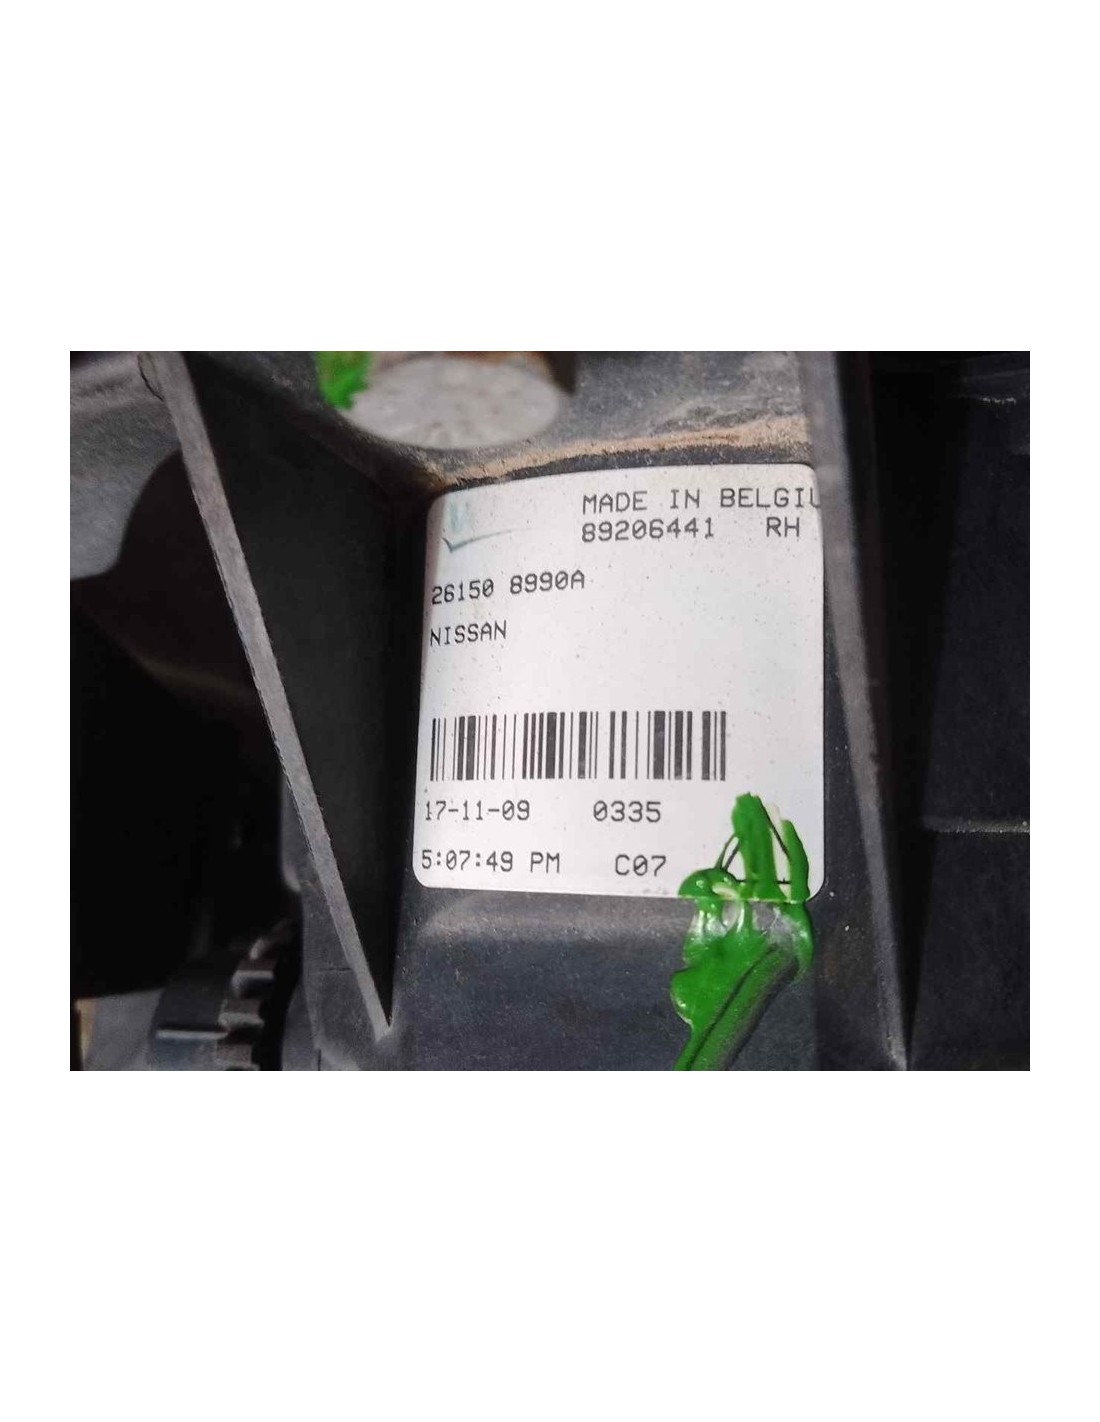 MADE IN BELGIU
89206441 RH
26150 8990A
NISSAN
17-11-09 0335
5:07:49 PM C07